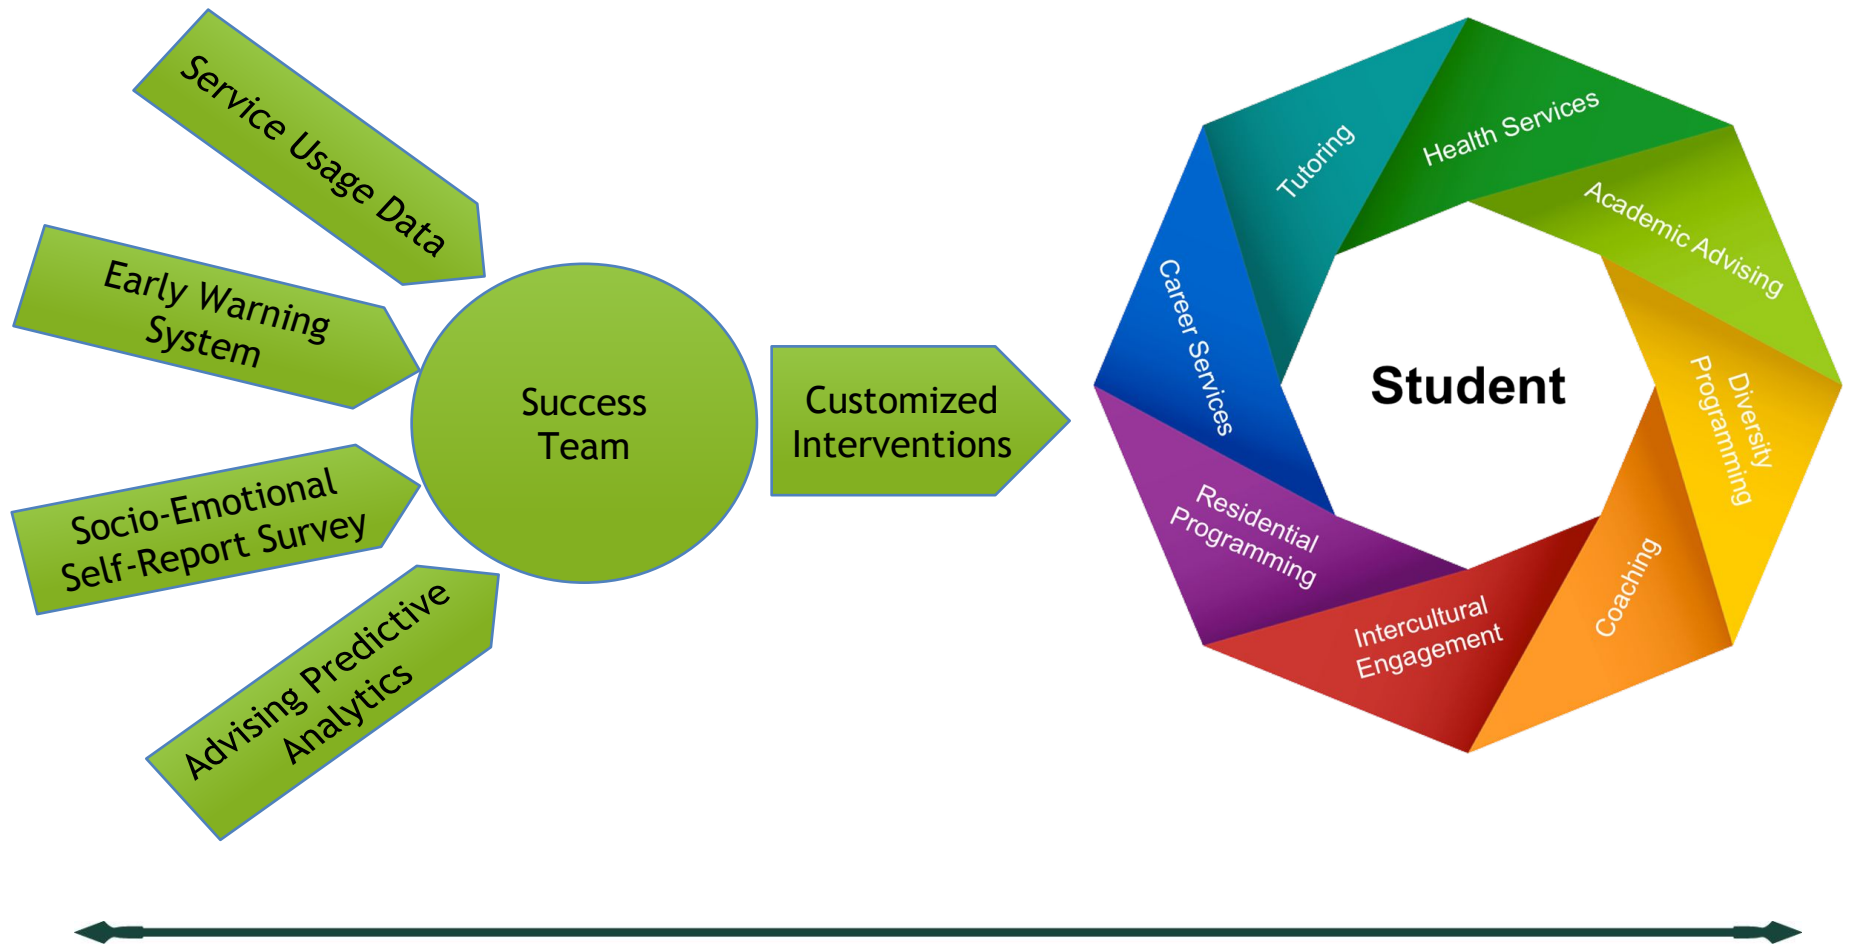 Service Usage Data
Early Warning
System
Socio-Emotional
Self-Report Survey
Advising Predictive
Analytics
Success
Team
Customized
Interventions
Student
Health Services
Academic Advising
Diversity
Programming
Coaching
Intercultural
Engagement
Residential
Programming
Career Services
Tutoring